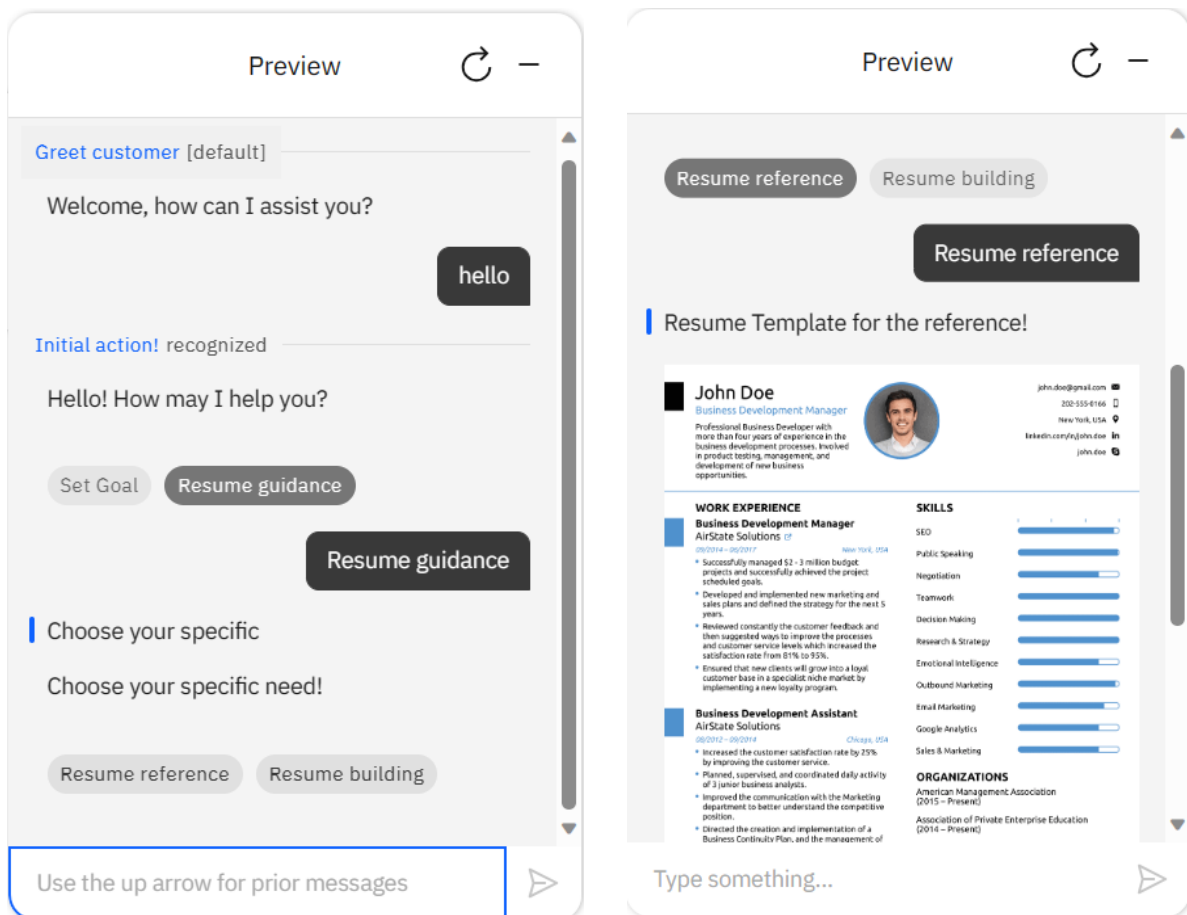 Preview
Greet customer [default]
Welcome, how can I assist you?
hello
Initial action! recognized
Hello! How may I help you?
Set Goal
Resume guidance
Resume guidance
Choose your specific
Choose your specific need!
Resume reference
Resume building
Use the up arrow for prior messages
Preview
Resume reference
Resume building
Resume reference
Resume Template for the reference!
John Doe
Business Development Manager
Professional Business Developer with
more than four years of experience in the
business development processes. Involved
in product testing, management, and
development of new business
opportunities.
john.doe@gmail.com
202-555-0166
New York, USA
linkedin.com/in/john.doe
john.doe
WORK EXPERIENCE
Business Development Manager
AirState Solutions
09/2014 – 06/2017
New York, USA
Successfully managed $2 - 3 million budget
projects and successfully achieved the project
scheduled goals.
Developed and implemented new marketing and
sales plans and defined the strategy for the next 5
years.
Reviewed constantly the customer feedback and
then suggested ways to improve the processes
and customer service levels which increased the
satisfaction rate from 81% to 95%.
Ensured that new clients will grow into a loyal
customer base in a specialist niche market by
implementing a new loyalty program.
Business Development Assistant
AirState Solutions
08/2012 – 09/2014
Chicago, USA
Increased the customer satisfaction rate by 25%
by improving the customer service.
Planned, supervised, and coordinated daily activity
of 3 junior business analysts.
Improved the communication with the Marketing
department to better understand the competitive
position.
Directed the creation and implementation of a
Business Continuity Plan, and the management of
SKILLS
SEO
Public Speaking
Negotiation
Teamwork
Decision Making
Research & Strategy
Emotional Intelligence
Outbound Marketing
Email Marketing
Google Analytics
Sales & Marketing
ORGANIZATIONS
American Management Association
(2015 – Present)
Association of Private Enterprise Education
(2014 – Present)
Type something...